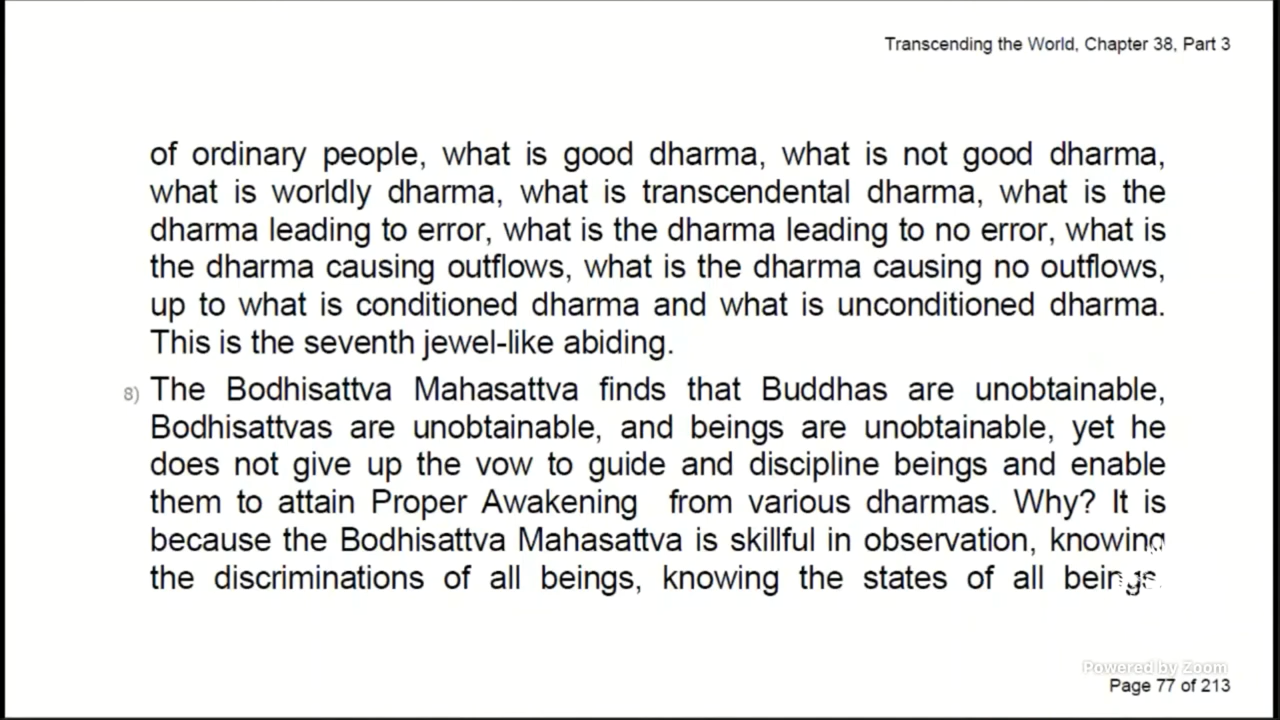 Transcending the World, Chapter 38, Part 3
of ordinary people, what is good dharma, what is not good dharma,
what is worldly dharma, what is transcendental dharma, what is the
dharma leading to error, what is the dharma leading to no error, what is
the dharma causing outflows, what is the dharma causing no outflows,
up to what is conditioned dharma and what is unconditioned dharma.
This is the seventh jewel-like abiding.
8) The Bodhisattva Mahasattva finds that Buddhas are unobtainable,
Bodhisattvas are unobtainable, and beings are unobtainable, yet he
does not give up the vow to guide and discipline beings and enable
them to attain Proper Awakening from various dharmas. Why? It is
because the Bodhisattva Mahasattva is skillful in observation, knowing
the discriminations of all beings, knowing the states of all beings
Powered by Zoom
Page 77 of 213